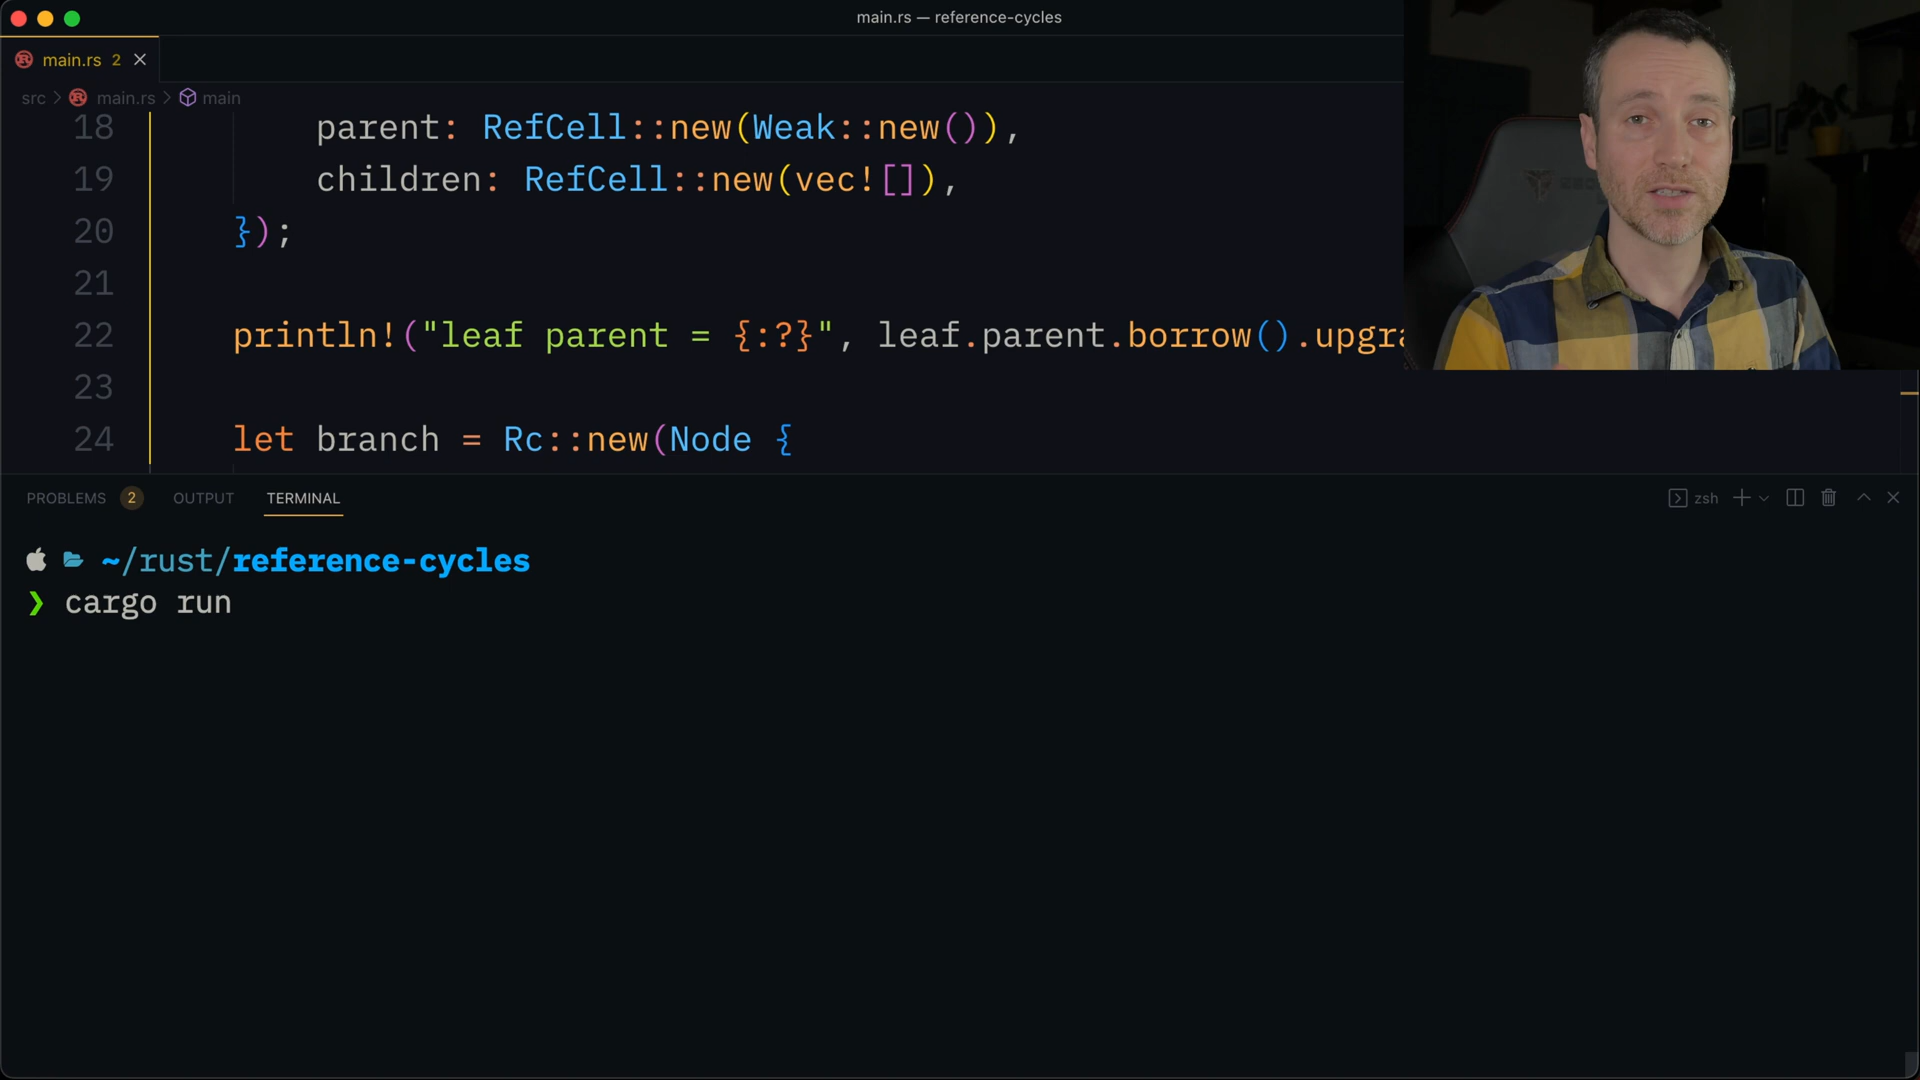 main.rs — reference-cycles
main.rs 2
src > main.rs > main
18 parent: RefCell::new(Weak::new()),
19 children: RefCell::new(vec![]),
20 });
21
22 println!("leaf parent = {:?}", leaf.parent.borrow().upgra
23
24 let branch = Rc::new(Node {
PROBLEMS 2 OUTPUT TERMINAL zsh
~/rust/reference-cycles
❯ cargo run